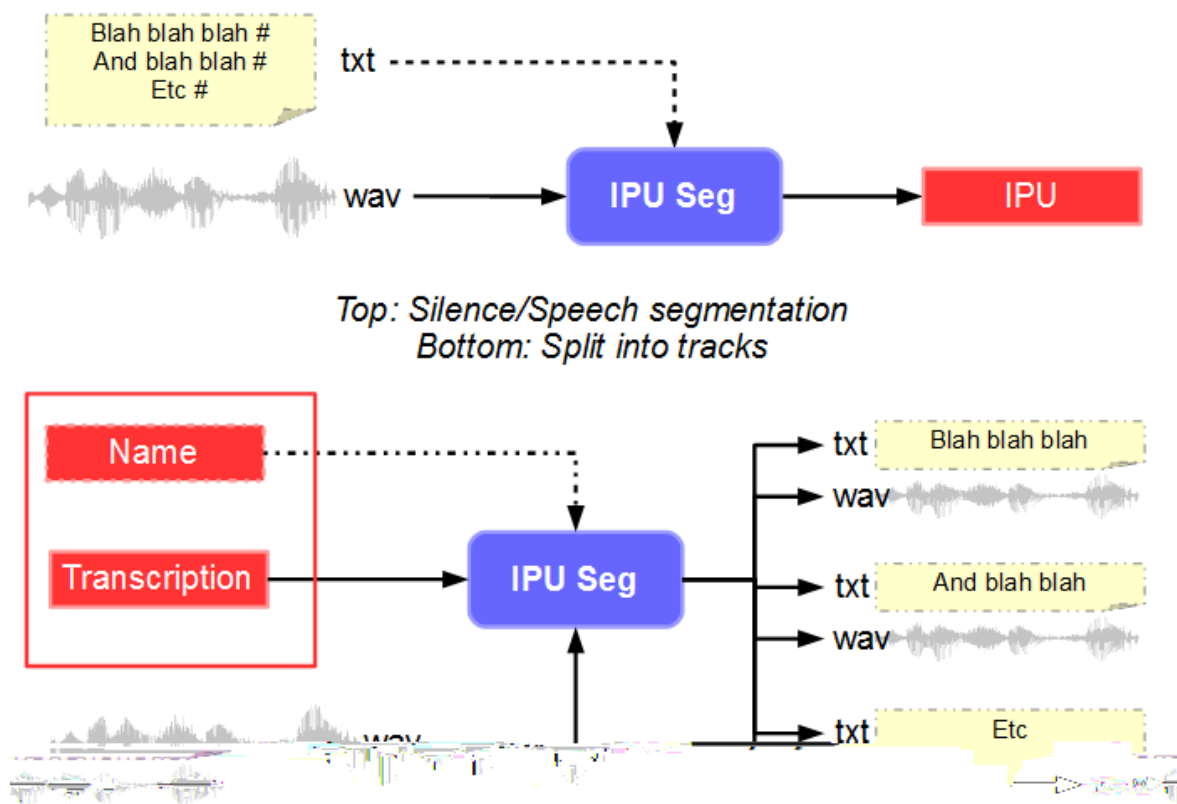 Blah blah blah #
And blah blah #
Etc #
txt
wav
IPU Seg
IPU
Top: Silence/Speech segmentation
Bottom: Split into tracks
Name
Transcription
IPU Seg
txt
Blah blah blah
wav
txt
And blah blah
wav
txt
Etc